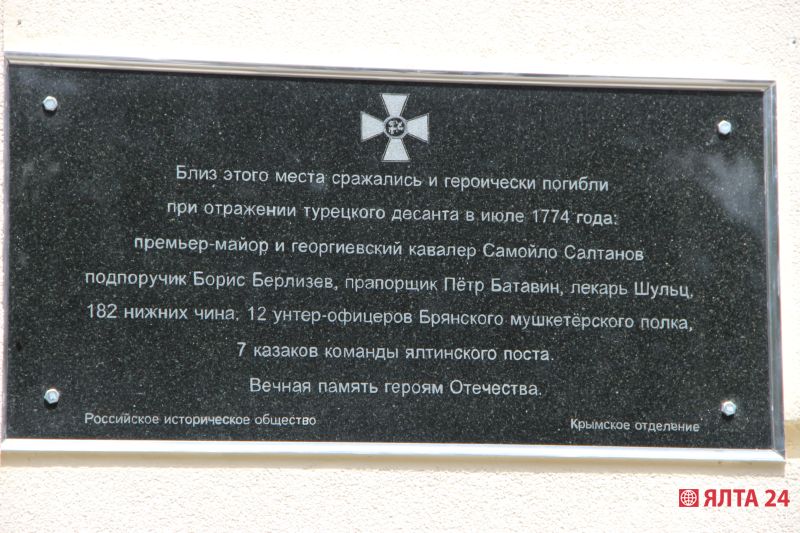 Близ этого места сражались и героически погибли
при отражении турецкого десанта в июле 1774 года:
премьер-майор и георгиевский кавалер Самойло Салтанов
подпоручик Борис Берлизев, прапорщик Пётр Батавин, лекарь Шульц,
182 нижних чина, 12 унтер-офицеров Брянского мушкетёрского полка,
7 казаков команды ялтинского поста.
Вечная память героям Отечества.
Российское историческое общество Крымское отделение
ЯЛТА 24